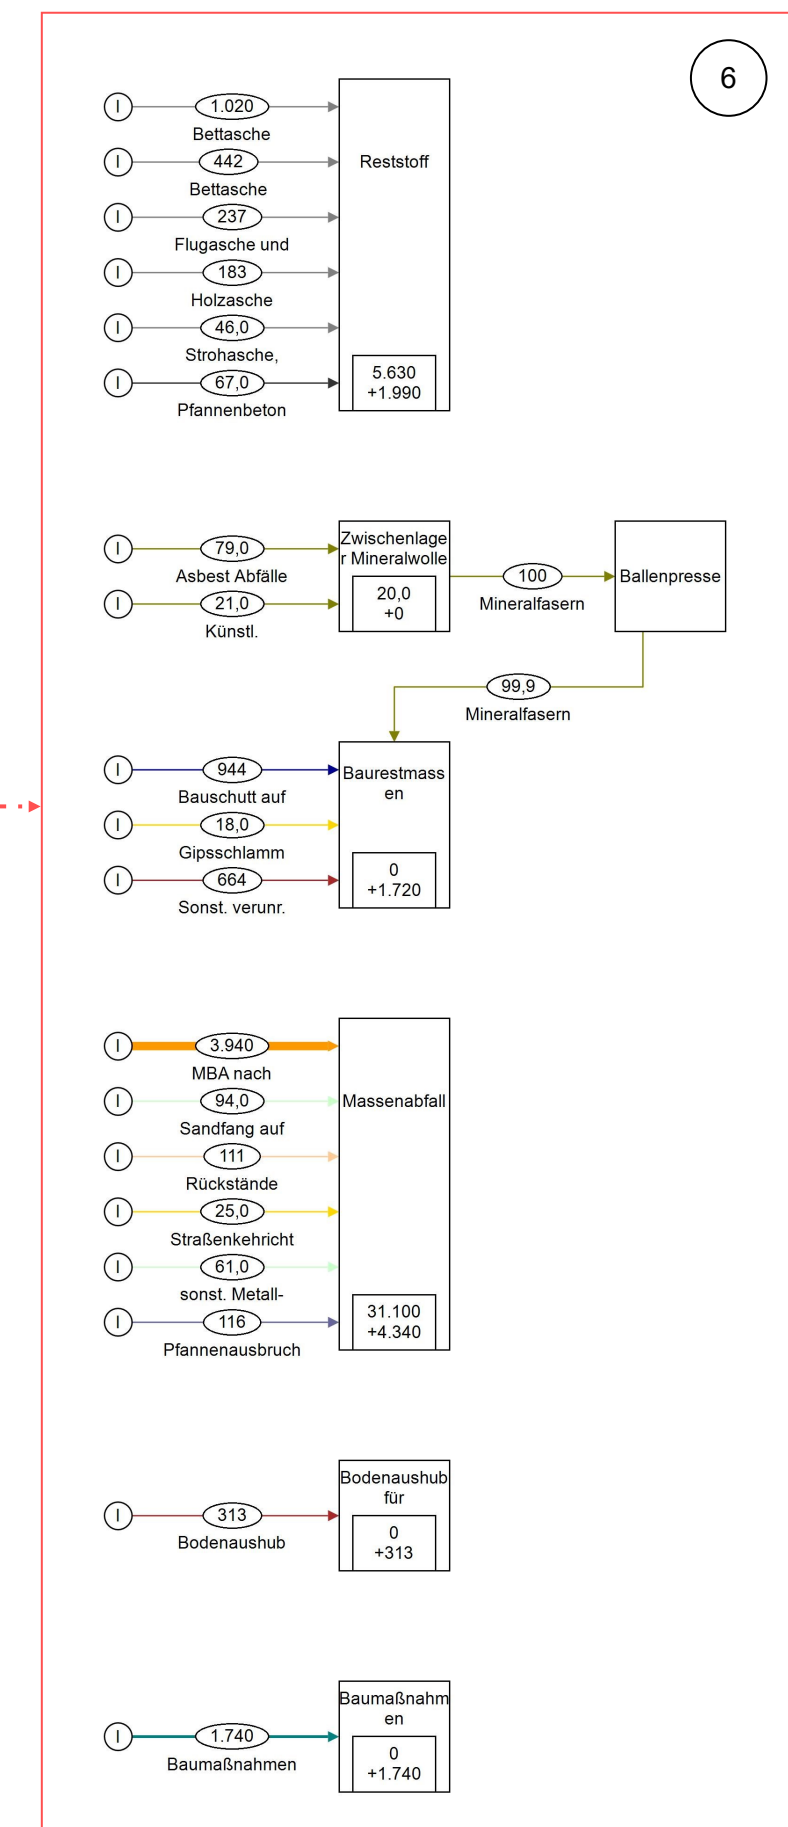 6
I
1.020
Bettasche
I
442
Bettasche
Reststoff
I
237
Flugasche und
I
183
Holzasche
I
46,0
Strohasche,
I
67,0
Pfannenbeton
5.630
+1.990
I
79,0
Asbest Abfälle
I
21,0
Künstl.
Zwischenlage
r Mineralwolle
20,0
+0
100
Mineralfasern
Ballenpresse
99,9
Mineralfasern
I
944
Bauschutt auf
I
18,0
Gipsschlamm
I
664
Sonst. verunr.
Baurestmass
en
0
+1.720
I
3.940
MBA nach
I
94,0
Sandfang auf
Massenabfall
I
111
Rückstände
I
25,0
Straßenkehricht
I
61,0
sonst. Metall-
I
116
Pfannenausbruch
31.100
+4.340
I
313
Bodenaushub
Bodenaushub
für
0
+313
I
1.740
Baumaßnahmen
Baumaßnahm
en
0
+1.740